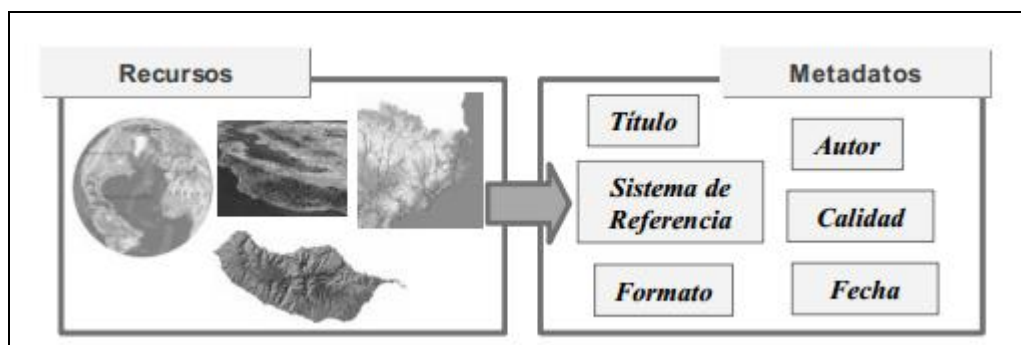 Recursos
Metadatos
Título
Autor
Sistema de
Referencia
Calidad
Formato
Fecha